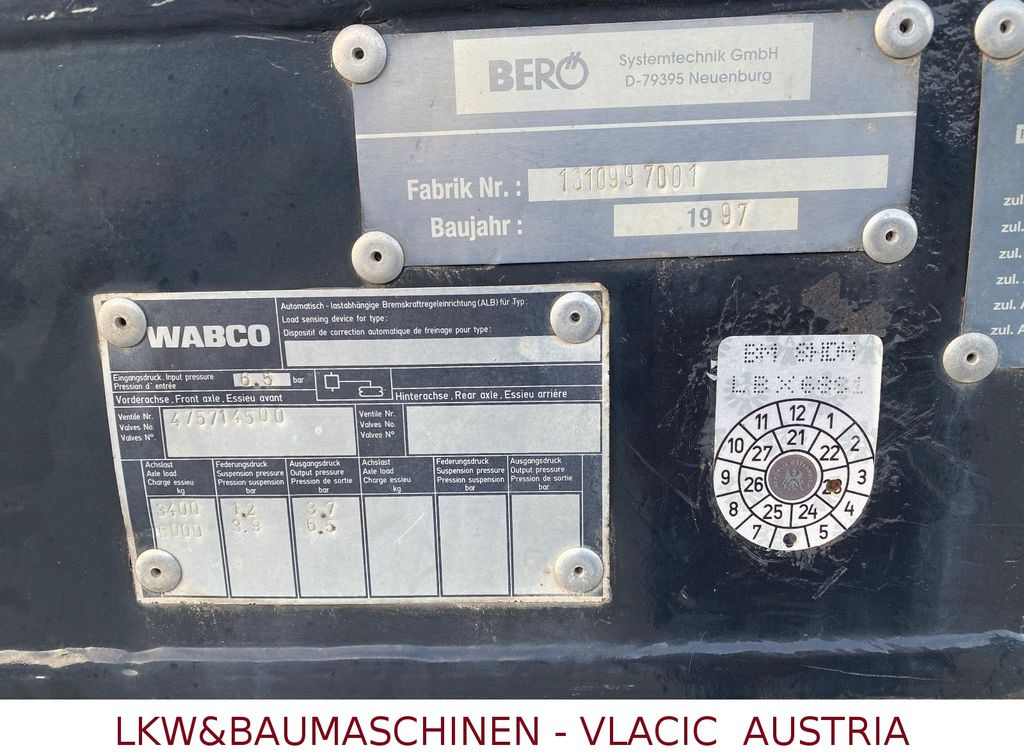 BERÖ
Systemtechnik GmbH
D-79395 Neuenburg
Fabrik Nr.: 1310997001
Baujahr: 1997
WABCO
Automatisch - lastabhängige Bremskraftregeleinrichtung (ALB) für Typ:
Load sensing device for type:
Dispositif de correction automatique de freinage pour type:
Eingangsdruck, Input pressure 6.5 bar
Pression d'entrée
Vorderachse, Front axle, Essieu avant
Hinterachse, Rear axle, Essieu arrière
Ventile Nr. 475714500
Valves No.
Valves N°.
Ventile Nr.
Valves No.
Valves N°.
Achslast Federungsdruck Ausgangsdruck Achslast Federungsdruck Ausgangsdruck
Axle load Suspension pressure Output pressure Axle load Suspension pressure Output pressure
Charge essieu Pression suspension Pression de sortie Charge essieu Pression suspension Pression de sortie
kg bar bar kg bar bar
3400 1.2 3.7
9000 3.9 6.5
12 1 2 3 4 5 7 8 9 10 11
21 22 23 24 25 26 27
zul.
zul.
zul.
zul.
zul. A
zul. A
LKW&BAUMASCHINEN - VLACIC AUSTRIA